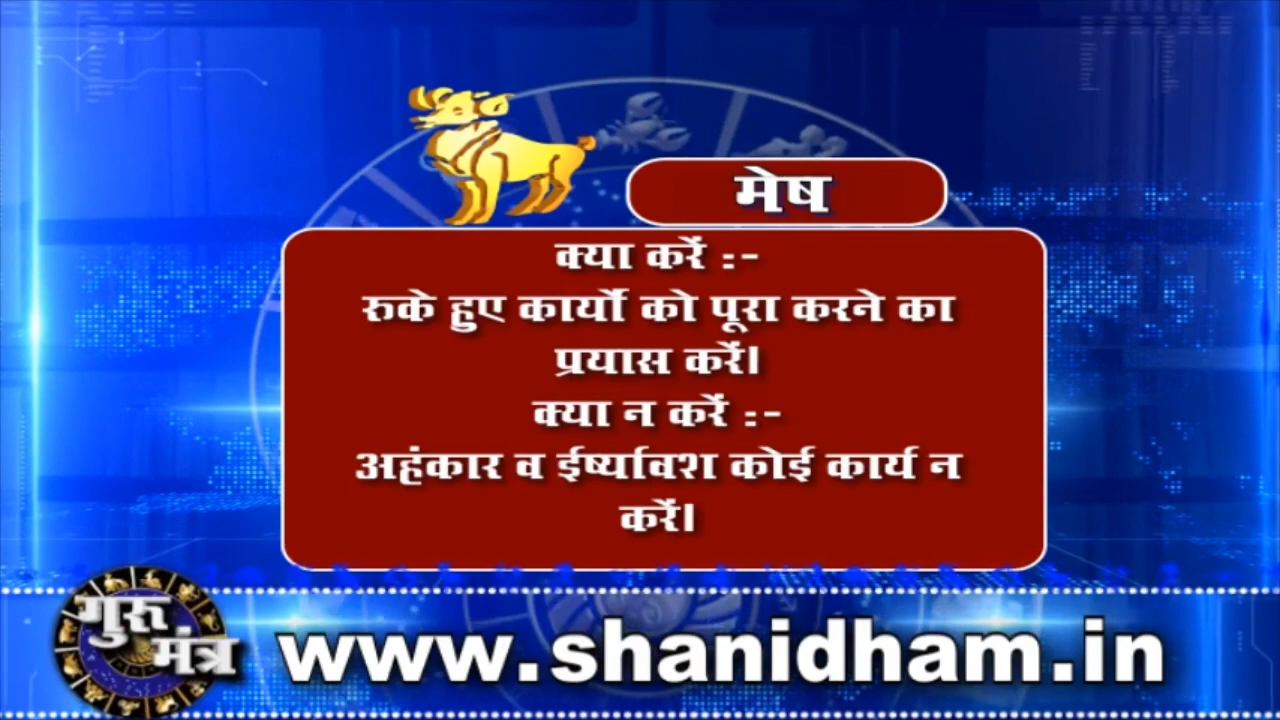 मेष
क्या करें :-
रुके हुए कार्यो को पूरा करने का
प्रयास करें।
क्या न करें :-
अहंकार व ईर्ष्यावश कोई कार्य न
करें।
गुरु
मंत्र
www.shanidham.in